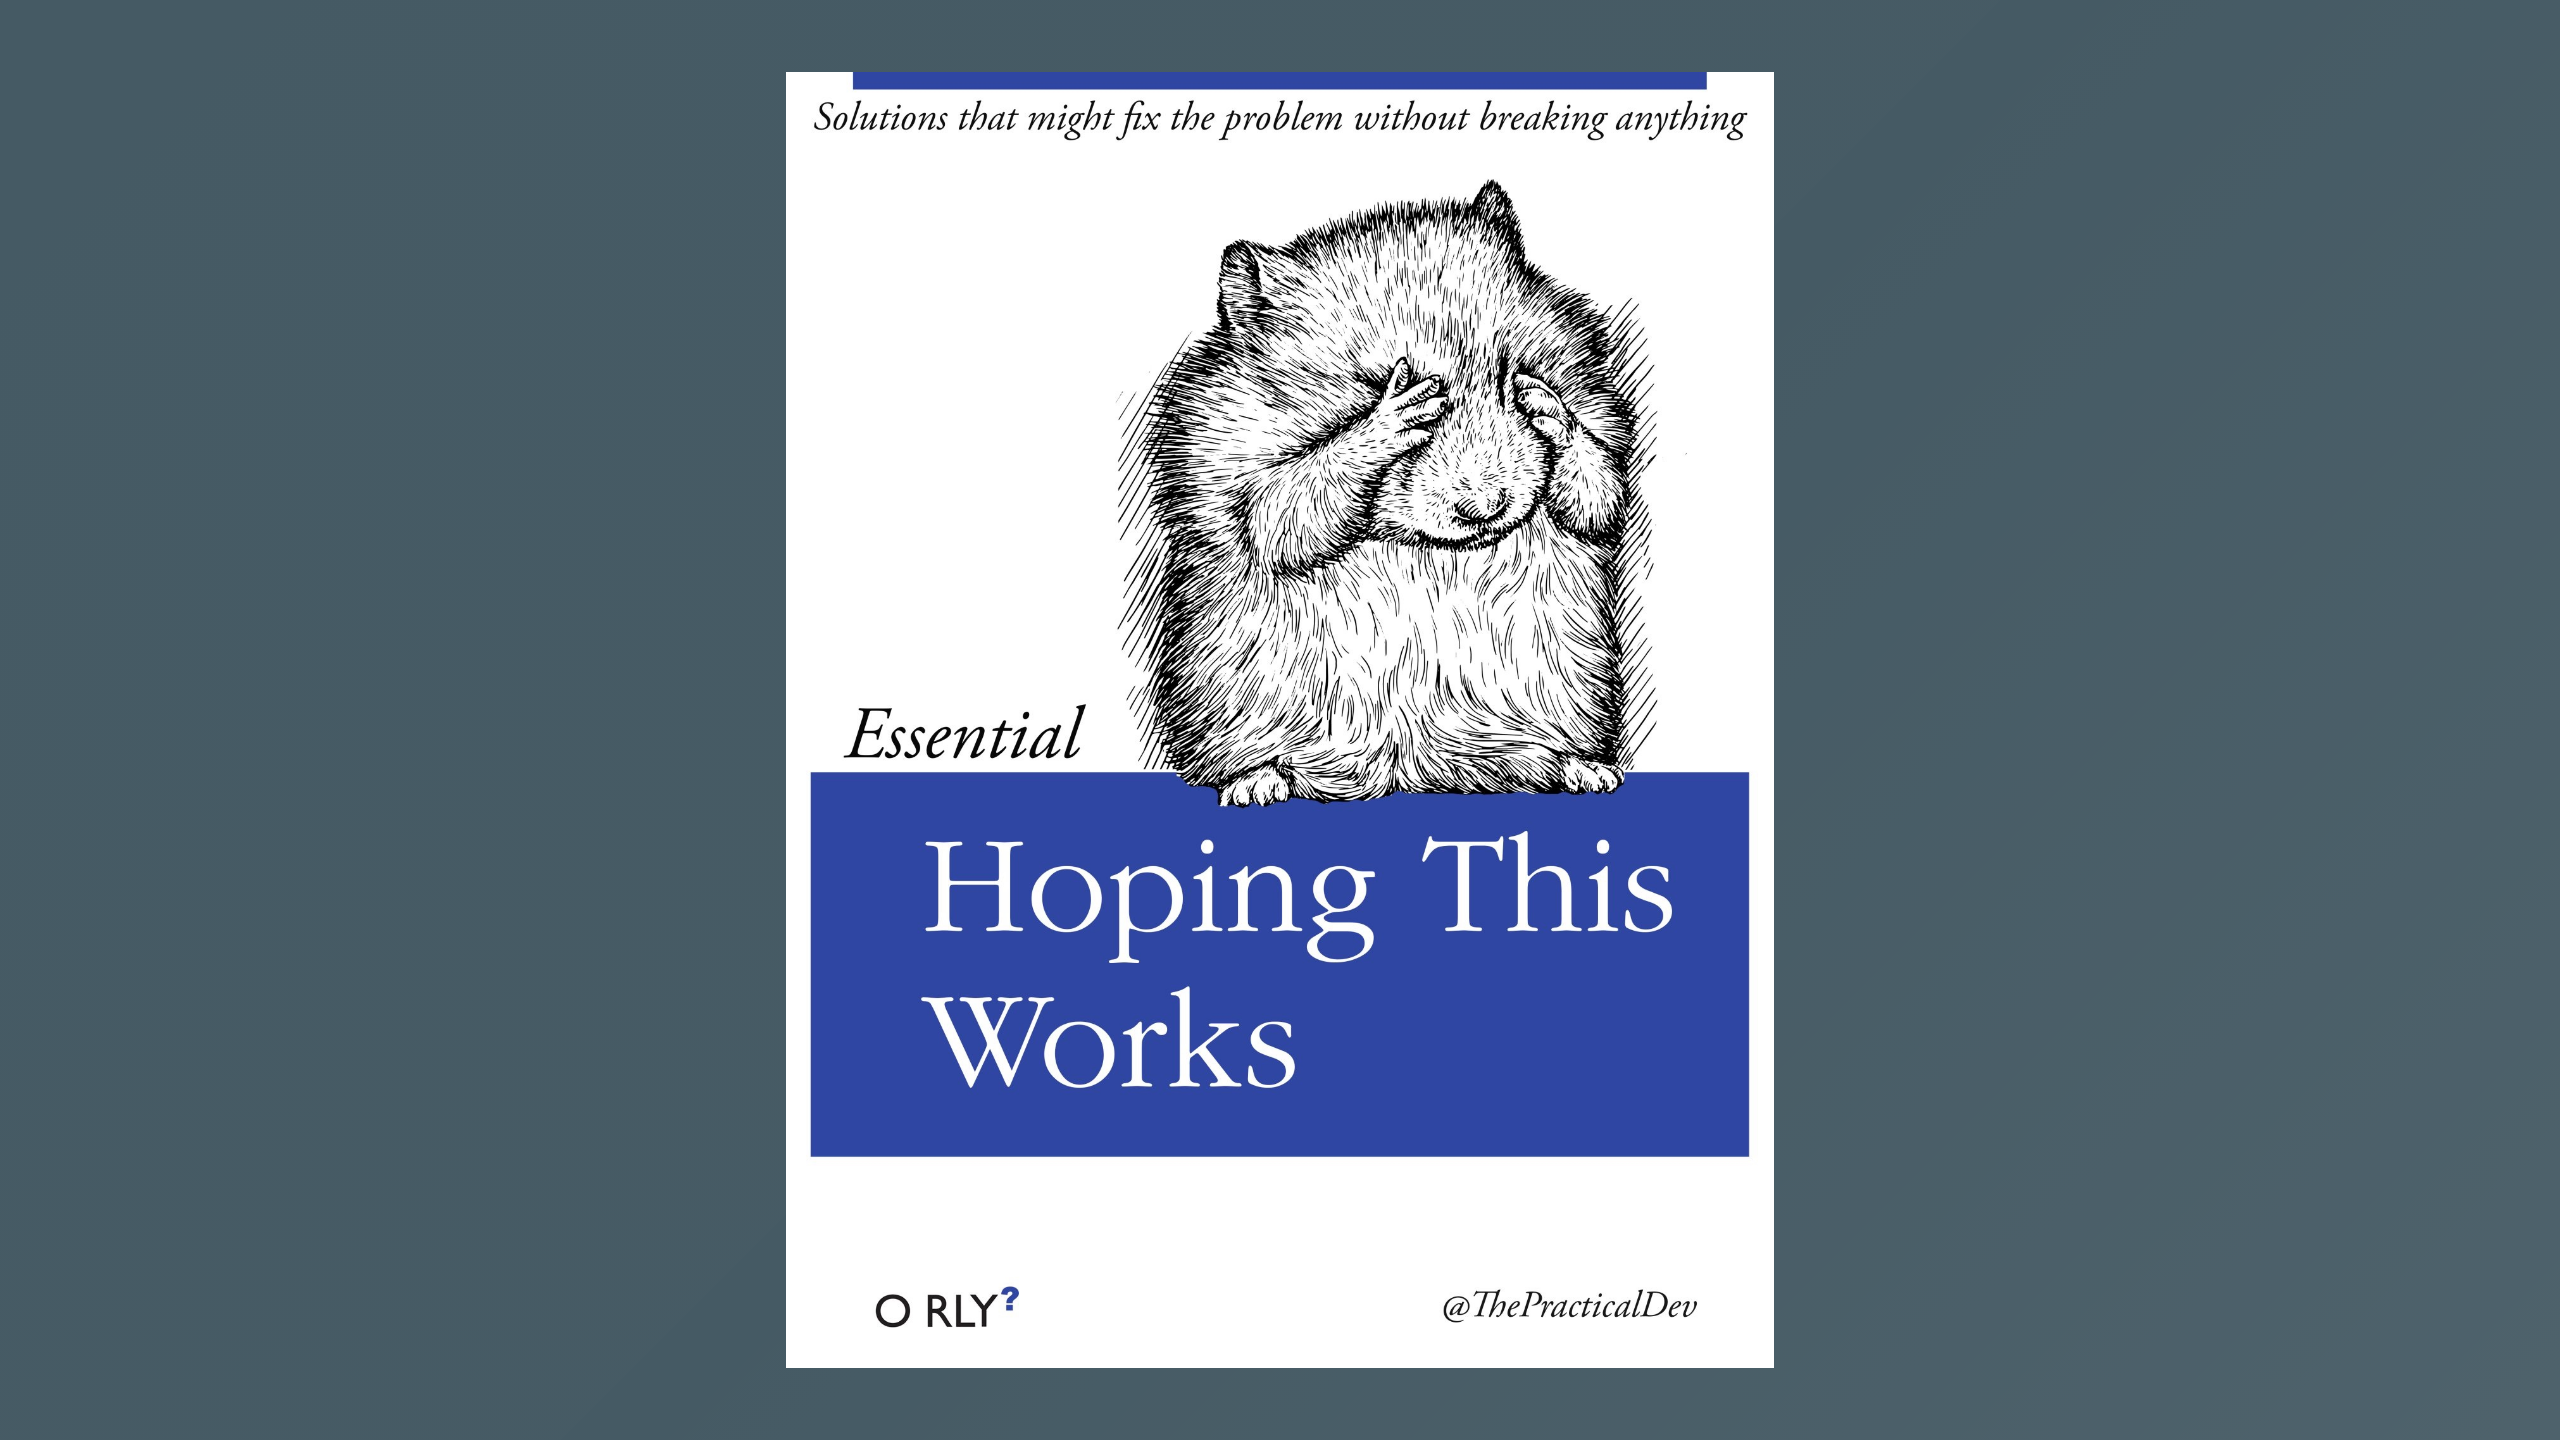 Solutions that might fix the problem without breaking anything
Essential
Hoping This
Works
O RLY?
@ThePracticalDev